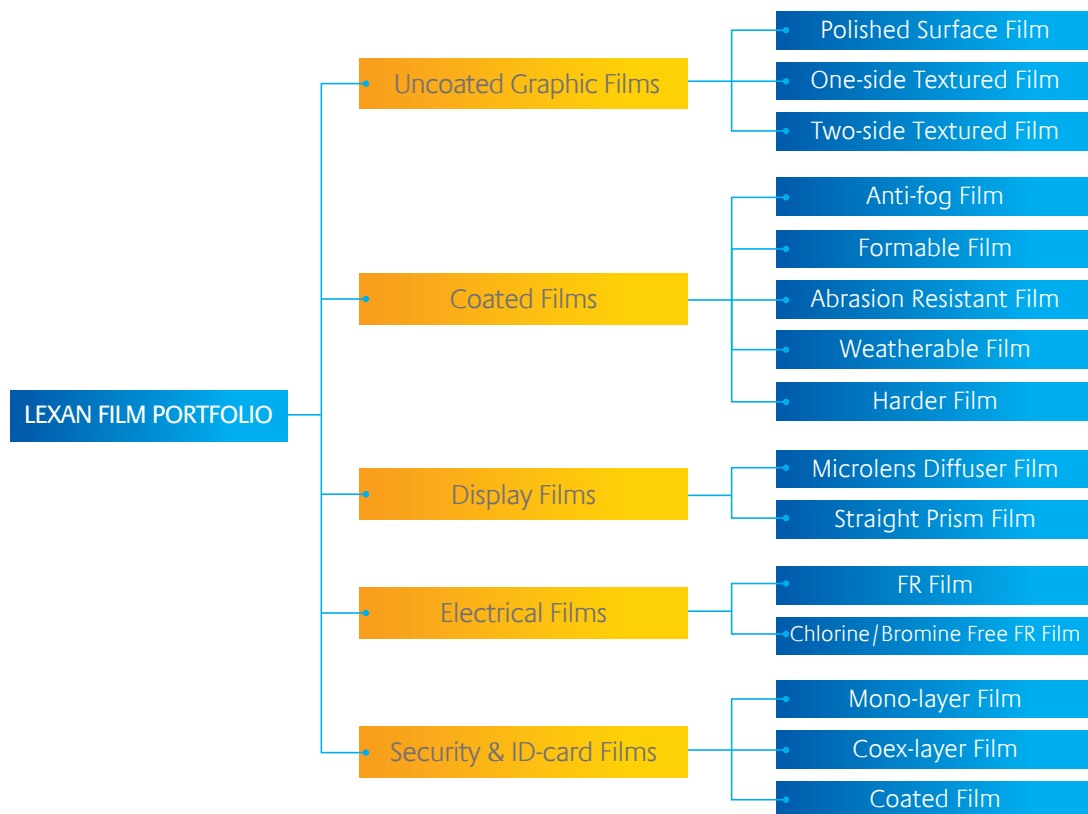 LEXAN FILM PORTFOLIO
Uncoated Graphic Films
Polished Surface Film
One-side Textured Film
Two-side Textured Film
Coated Films
Anti-fog Film
Formable Film
Abrasion Resistant Film
Weatherable Film
Harder Film
Display Films
Microlens Diffuser Film
Straight Prism Film
Electrical Films
FR Film
Chlorine/Bromine Free FR Film
Security & ID-card Films
Mono-layer Film
Coex-layer Film
Coated Film